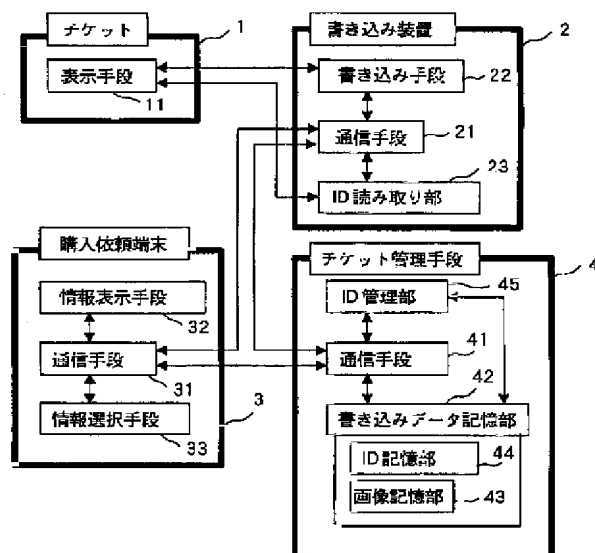 チケット
1
表示手段
11
書き込み装置
2
書き込み手段
22
通信手段
21
23
ID読み取り部
購入依頼端末
3
情報表示手段
32
通信手段
31
情報選択手段
33
チケット管理手段
4
45
ID管理部
41
通信手段
42
書き込みデータ記憶部
ID記憶部
44
画像記憶部
43